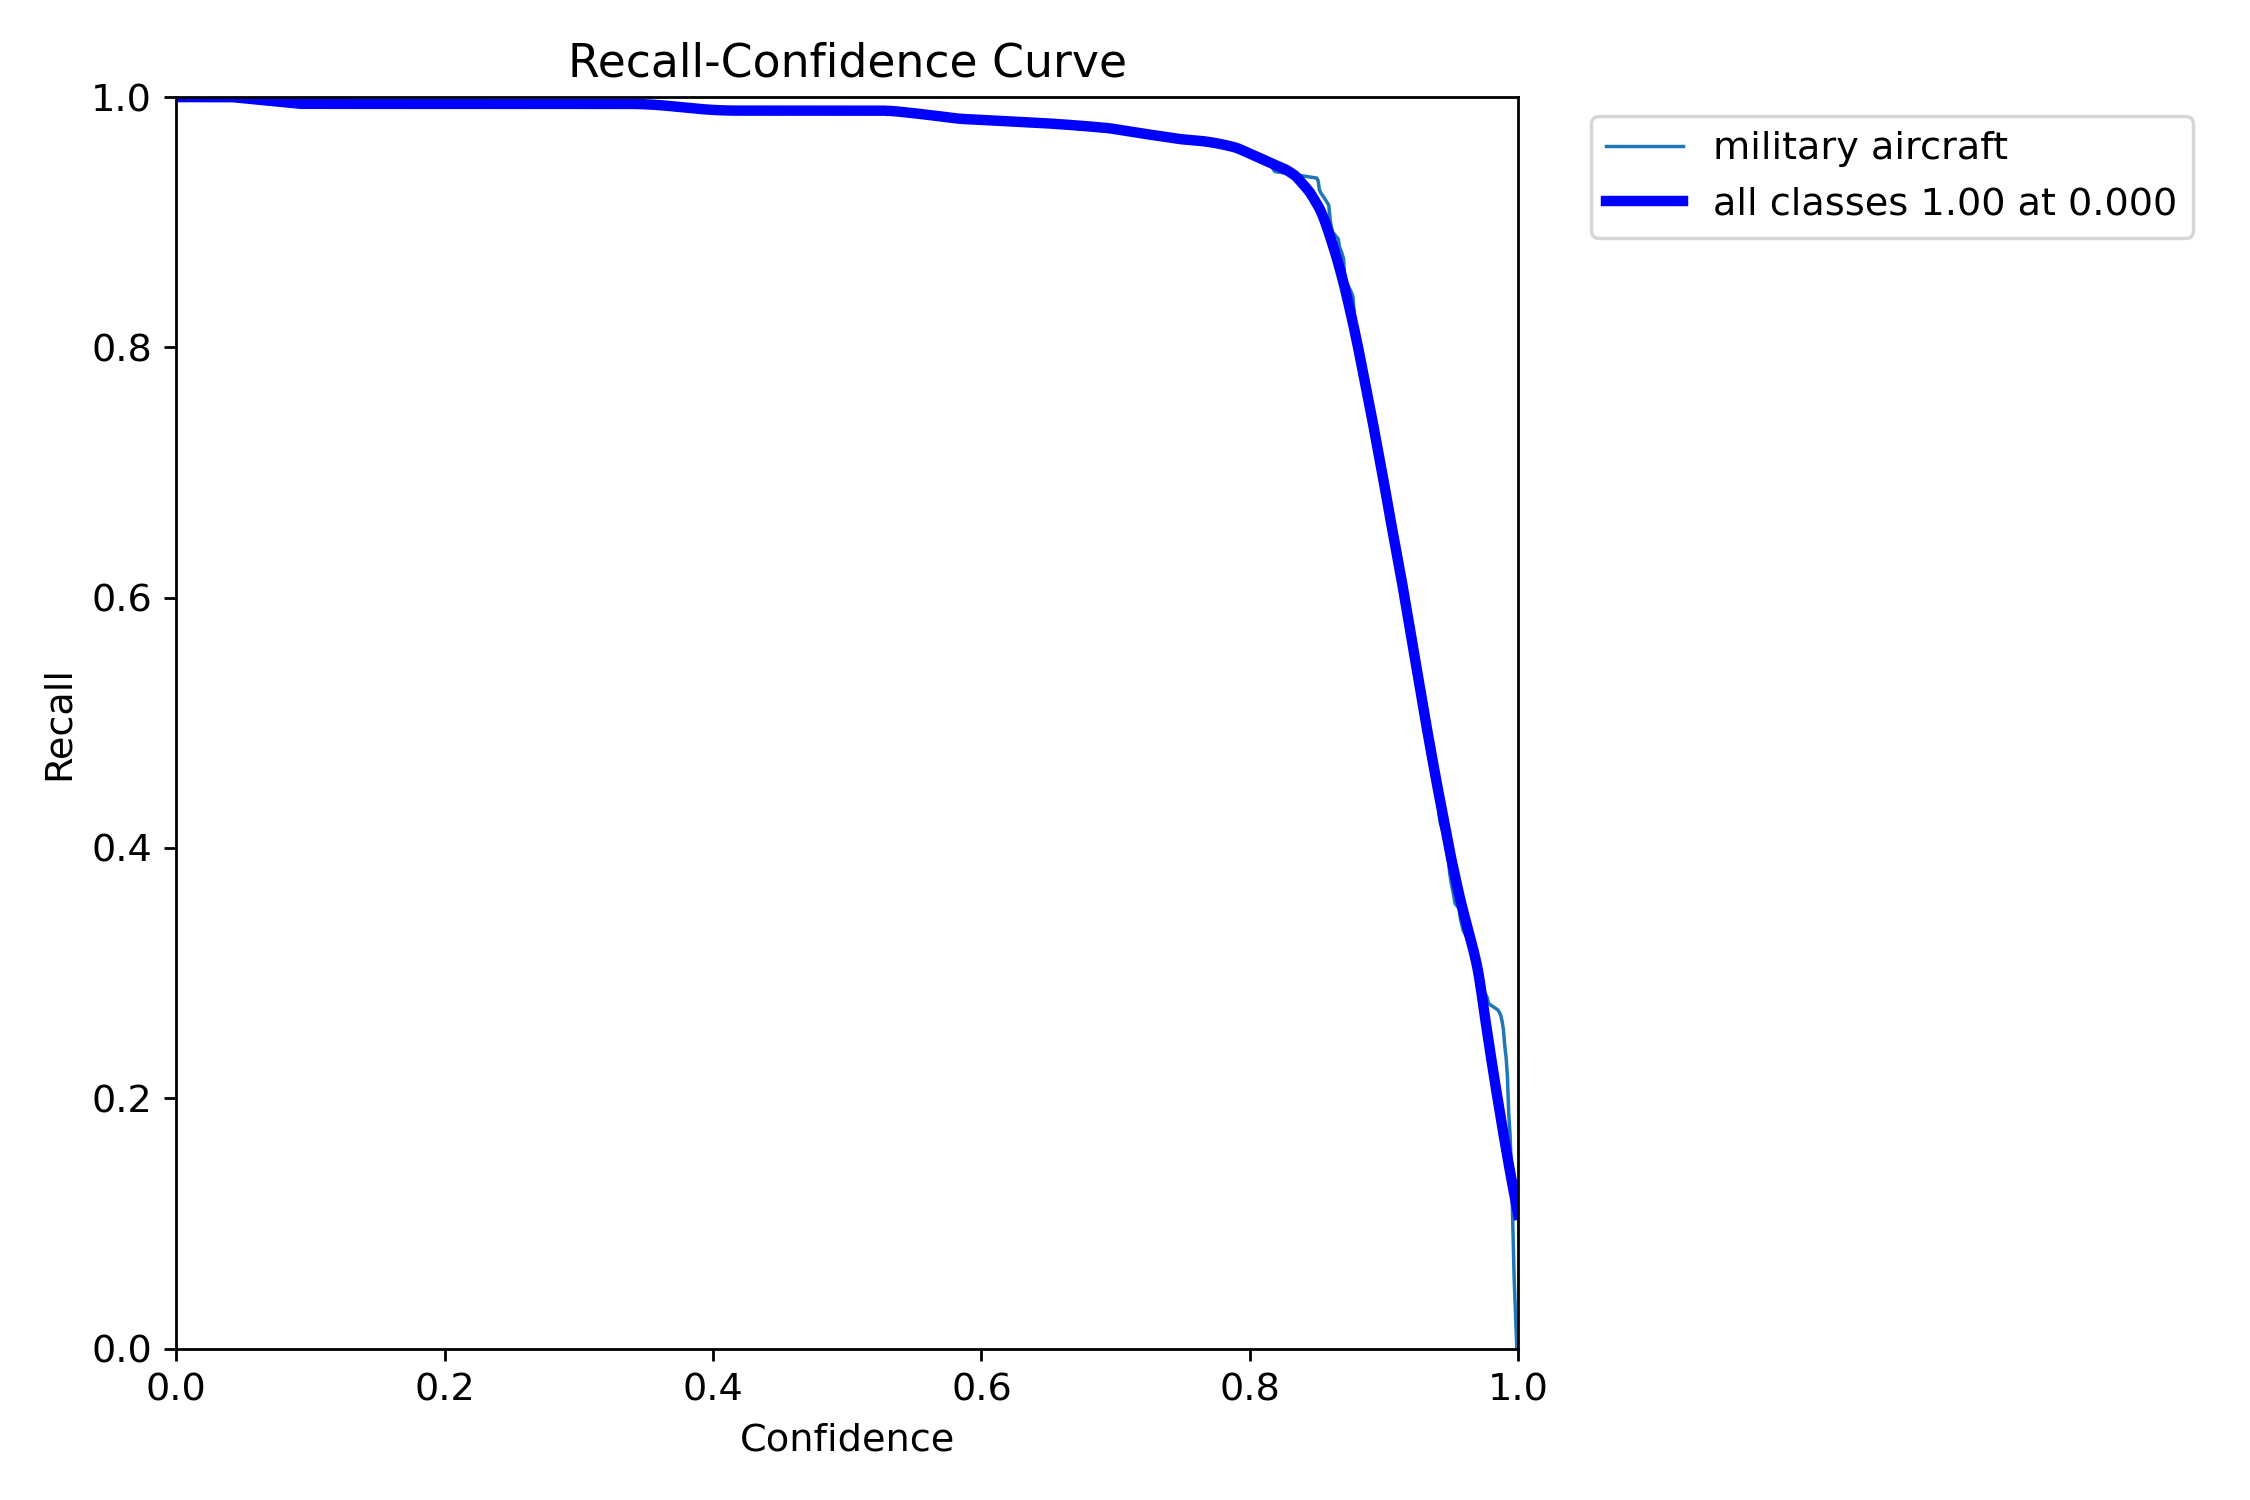 Recall-Confidence Curve
military aircraft
all classes 1.00 at 0.000
Recall
1.0
0.8
0.6
0.4
0.2
0.0
0.0 0.2 0.4 0.6 0.8 1.0
Confidence